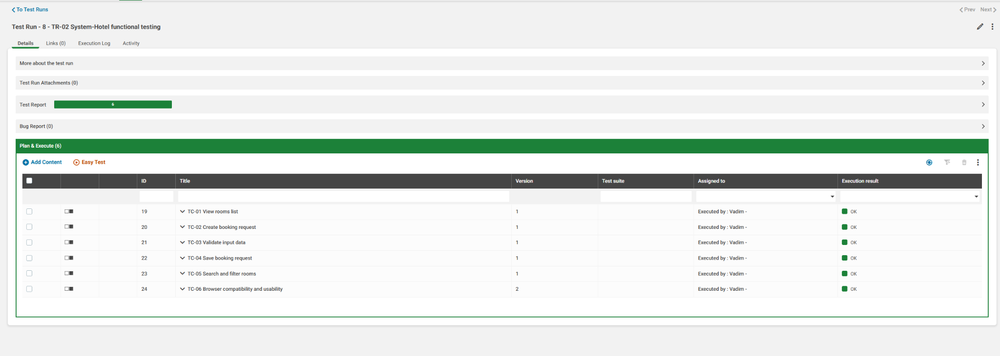 To Test Runs
Prev Next
Test Run - 8 - TR-02 System-Hotel functional testing
Details Links (0) Execution Log Activity
More about the test run
Test Run Attachments (0)
Test Report 6
Bug Report (0)
Plan & Execute (6)
Add Content Easy Test
ID Title Version Test suite Assigned to Execution result
19 TC-01 View rooms list 1 Executed by : Vadim - OK
20 TC-02 Create booking request 1 Executed by : Vadim - OK
21 TC-03 Validate input data 1 Executed by : Vadim - OK
22 TC-04 Save booking request 1 Executed by : Vadim - OK
23 TC-05 Search and filter rooms 1 Executed by : Vadim - OK
24 TC-06 Browser compatibility and usability 2 Executed by : Vadim - OK